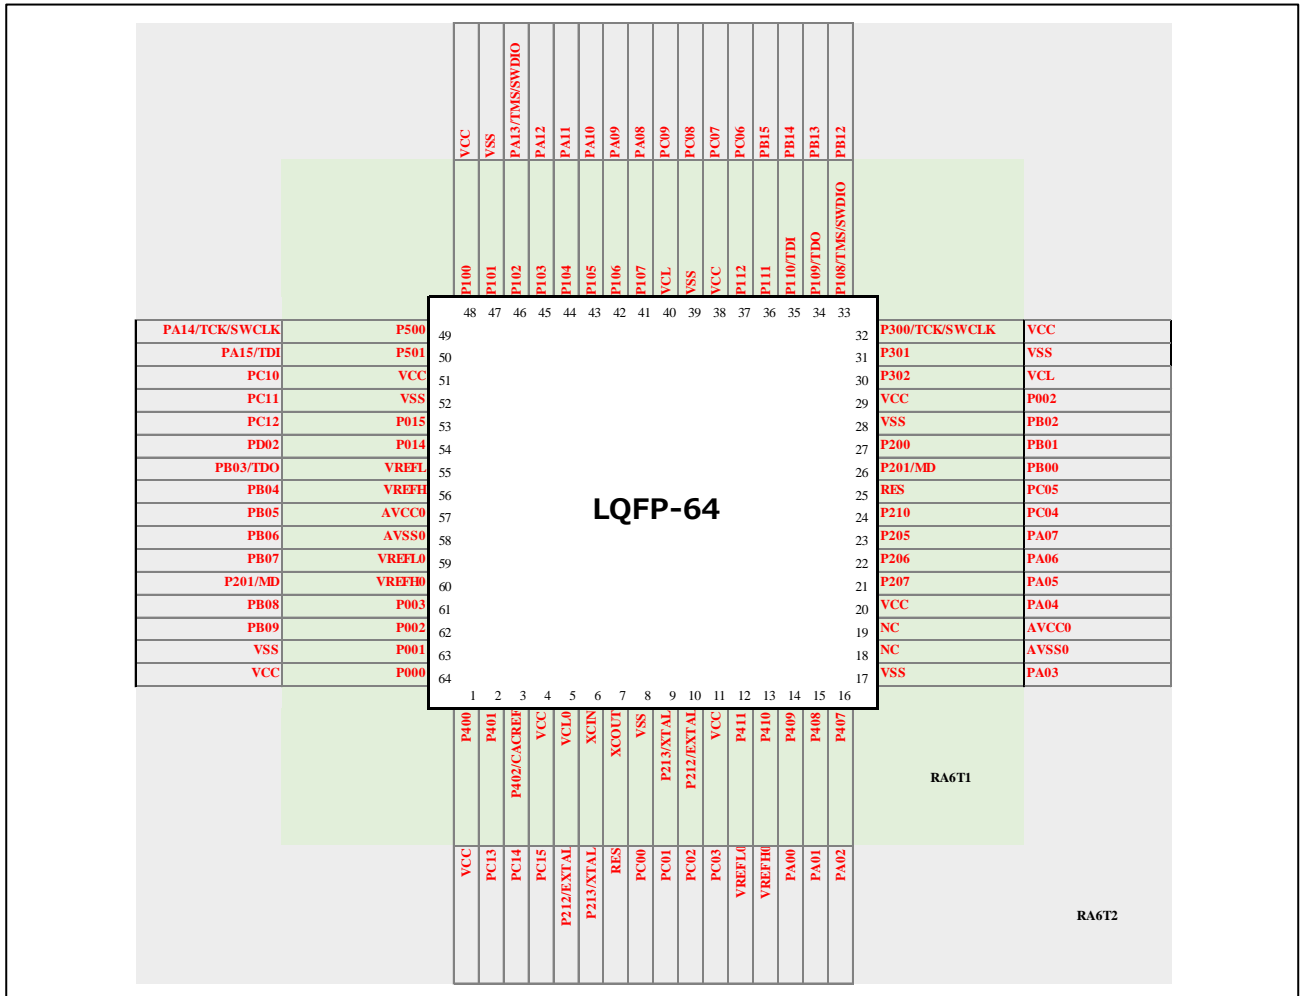 VCC VSS PA13/TMS/SWDIO PA12 PA11 PA10 PA09 PA08 PC09 PC08 PC07 PC06 PB15 PB14 PB13 PB12
P100 P101 P102 P103 P104 P105 P106 P107 VCL VSS VCC P112 P111 P110/TDI P109/TDO P108/TMS/SWDIO
48 47 46 45 44 43 42 41 40 39 38 37 36 35 34 33
PA14/TCK/SWCLK P500 49 32 P300/TCK/SWCLK VCC
PA15/TDI P501 50 31 P301 VSS
PC10 VCC 51 30 P302 VCL
PC11 VSS 52 29 VCC P002
PC12 P015 53 28 VSS PB02
PD02 P014 54 27 P200 PB01
PB03/TDO VREFL 55 26 P201/MD PB00
PB04 VREFH 56 25 RES PC05
PB05 AVCC0 57 24 P210 PC04
LQFP-64
PB06 AVSS0 58 23 P205 PA07
PB07 VREFL0 59 22 P206 PA06
P201/MD VREFH0 60 21 P207 PA05
PB08 P003 61 20 VCC PA04
PB09 P002 62 19 NC AVCC0
VSS P001 63 18 NC AVSS0
VCC P000 64 17 VSS PA03
1 2 3 4 5 6 7 8 9 10 11 12 13 14 15 16
P400 P401 P402/CACREF VCC VCL0 XCIN XCOUT VSS P213/XTAL P212/EXTAL VCC P411 P410 P409 P408 P407
RA6T1
VCC PC13 PC14 PC15 P212/EXTAL P213/XTAL RES PC00 PC01 PC02 PC03 VREFL0 VREFH0 PA00 PA01 PA02
RA6T2